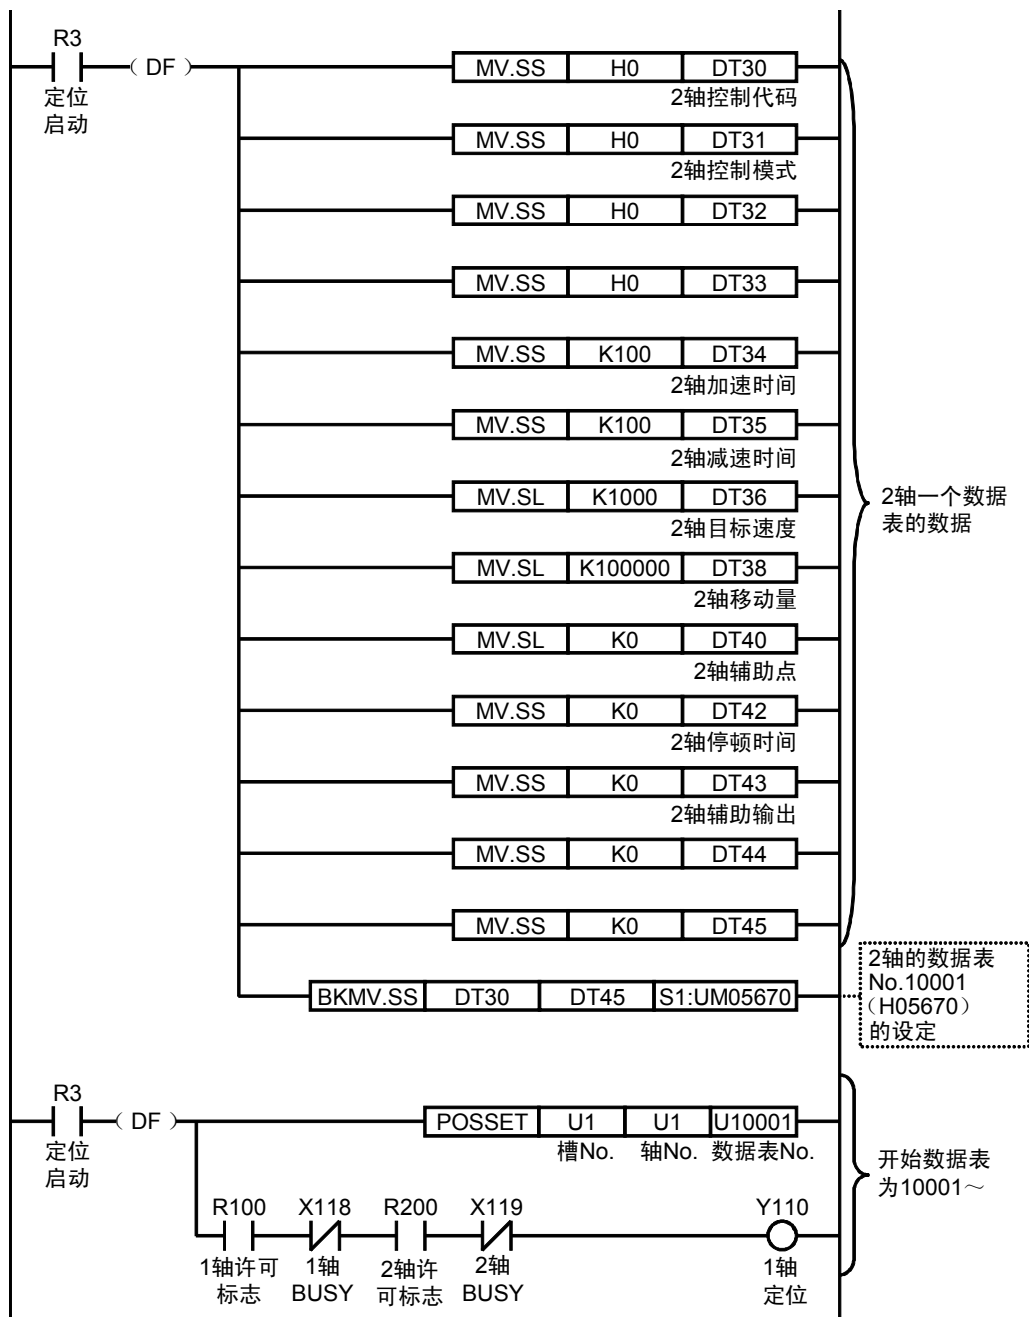 R3
( DF )
定位
启动
MV.SS H0 DT30
2轴控制代码
MV.SS H0 DT31
2轴控制模式
MV.SS H0 DT32
MV.SS H0 DT33
MV.SS K100 DT34
2轴加速时间
MV.SS K100 DT35
2轴减速时间
MV.SL K1000 DT36
2轴目标速度
MV.SL K100000 DT38
2轴移动量
MV.SL K0 DT40
2轴辅助点
MV.SS K0 DT42
2轴停顿时间
MV.SS K0 DT43
2轴辅助输出
MV.SS K0 DT44
MV.SS K0 DT45
2轴一个数据
表的数据
BKMV.SS DT30 DT45 S1:UM05670
2轴的数据表
No.10001
（H05670）
的设定
R3
( DF )
定位
启动
POSSET U1 U1 U10001
槽No. 轴No. 数据表No.
开始数据表
为10001～
R100 X118 R200 X119 Y110
1轴许可
标志
1轴
BUSY
2轴许
可标志
2轴
BUSY
1轴
定位